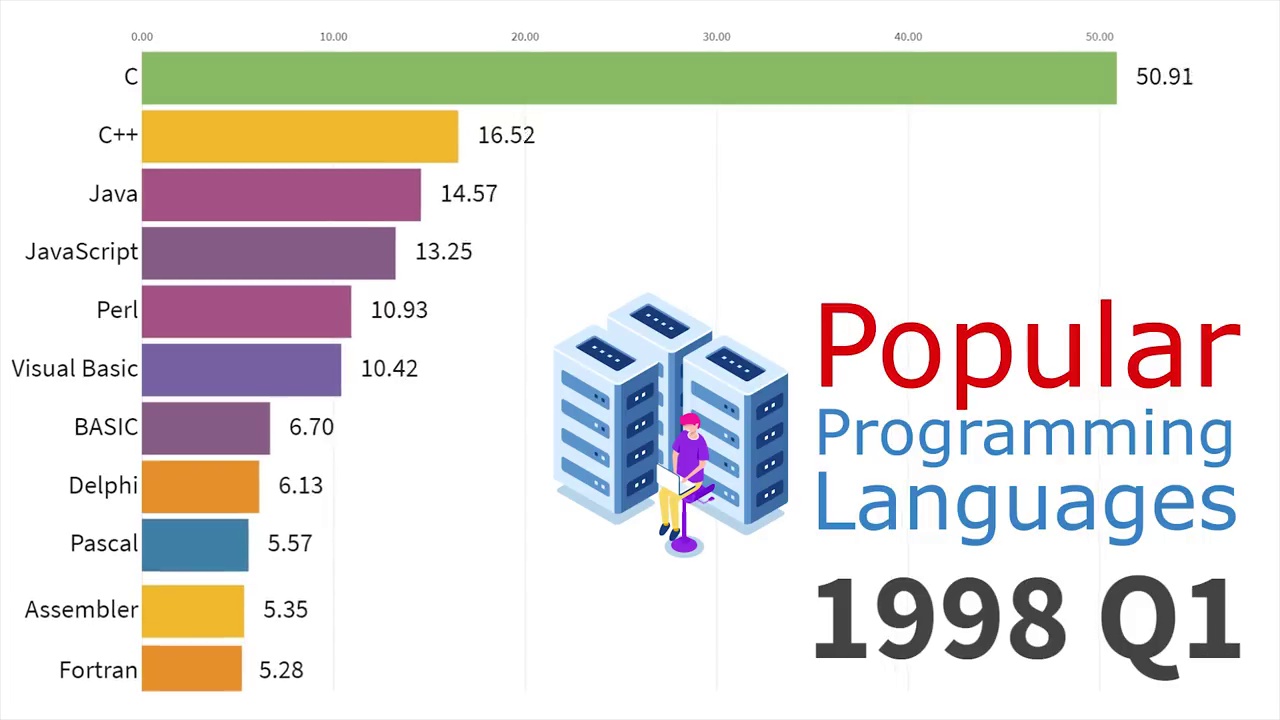 0.00 10.00 20.00 30.00 40.00 50.00
C 50.91
C++ 16.52
Java 14.57
JavaScript 13.25
Perl 10.93
Visual Basic 10.42
BASIC 6.70
Delphi 6.13
Pascal 5.57
Assembler 5.35
Fortran 5.28
Popular
Programming
Languages
1998 Q1